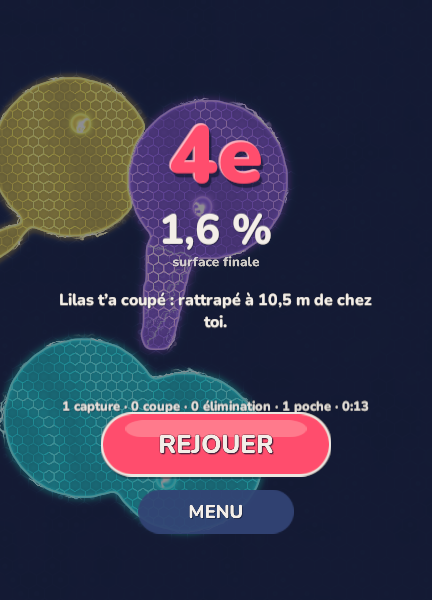 4e
1,6 %
surface finale
Lilas t'a coupé : rattrapé à 10,5 m de chez
toi.
1 capture · 0 coupe · 0 élimination · 1 poche · 0:13
REJOUER
MENU